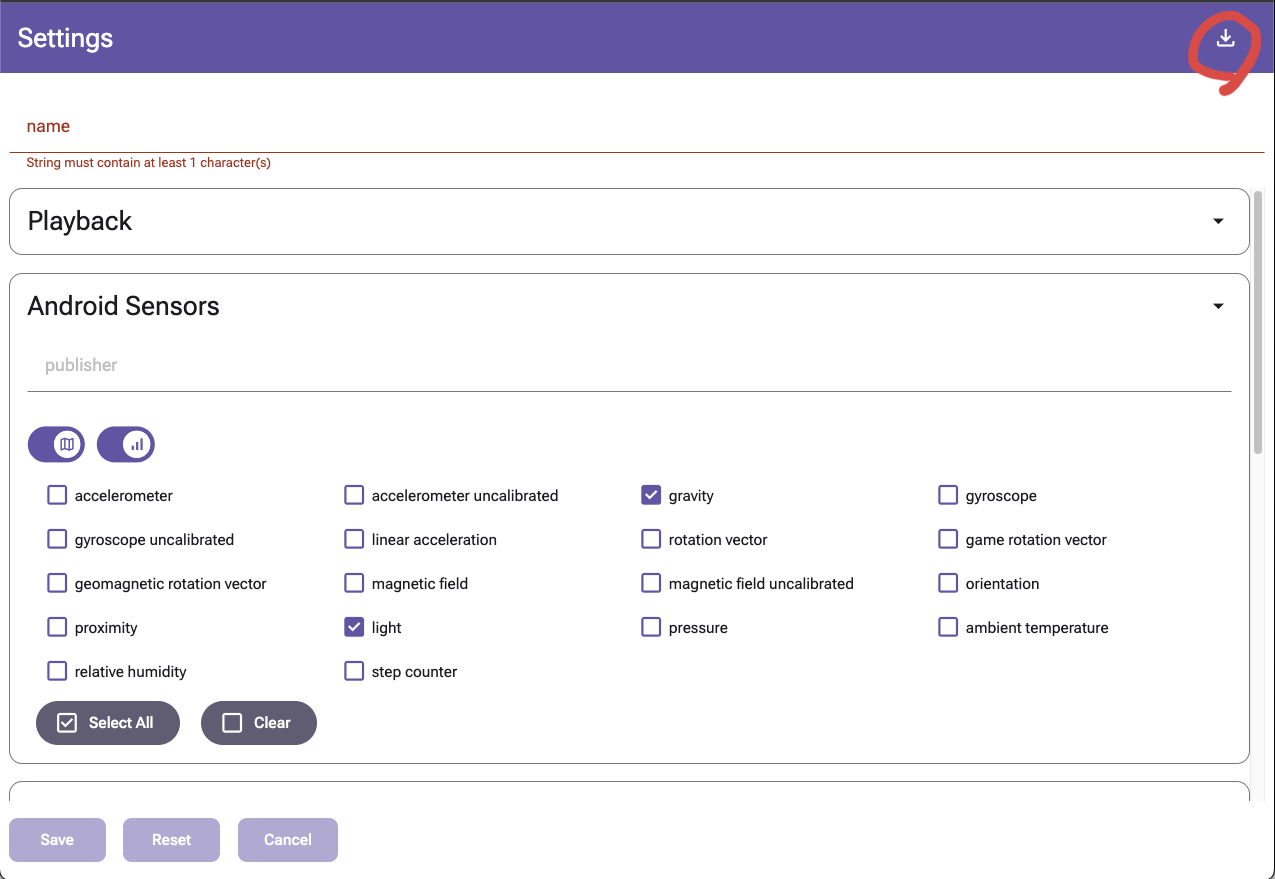 Settings
name
String must contain at least 1 character(s)
Playback
Android Sensors
publisher
accelerometer accelerometer uncalibrated gravity gyroscope
gyroscope uncalibrated linear acceleration rotation vector game rotation vector
geomagnetic rotation vector magnetic field magnetic field uncalibrated orientation
proximity light pressure ambient temperature
relative humidity step counter
Select All Clear
Save Reset Cancel